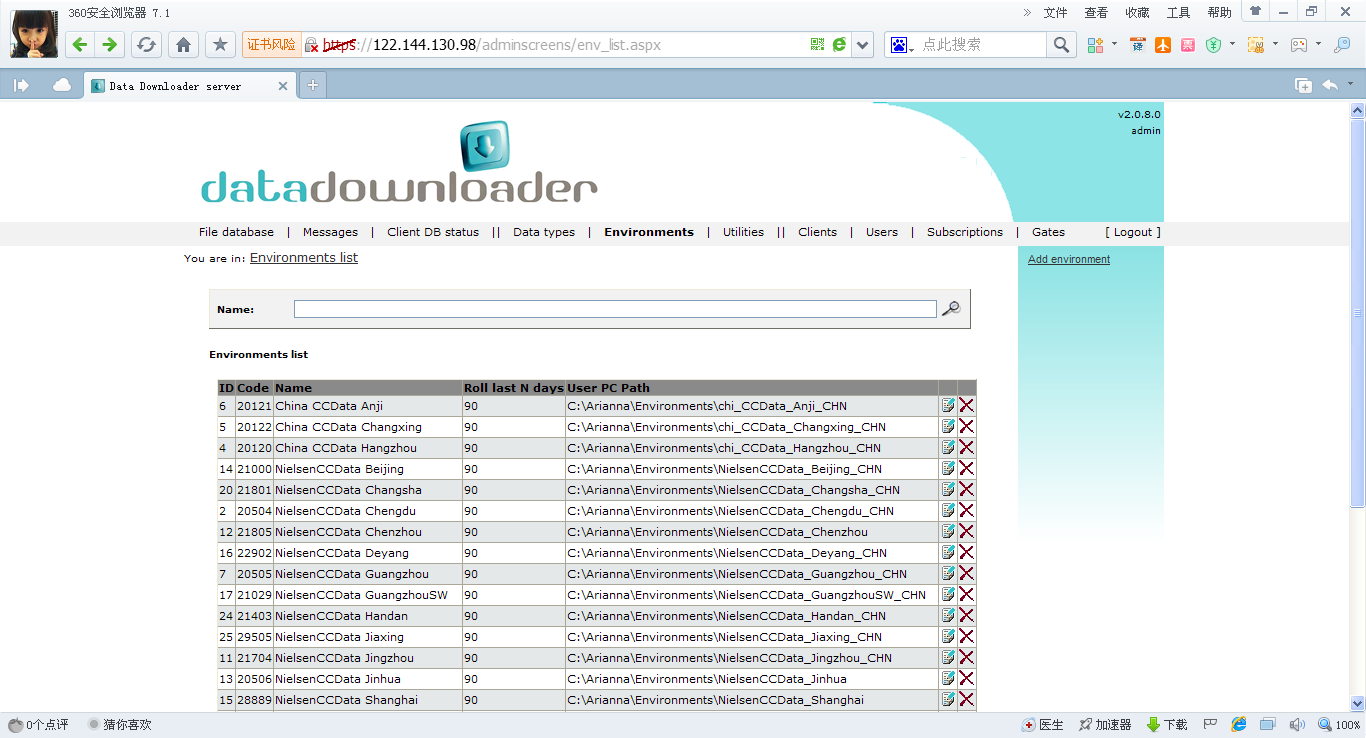 360安全浏览器 7.1
» 文件 查看 收藏 工具 帮助
证书风险 https://122.144.130.98/adminscreens/env_list.aspx 点此搜索 译
Data Downloader server
v2.0.8.0
admin
datadownloader
File database | Messages | Client DB status || Data types | Environments | Utilities || Clients | Users | Subscriptions | Gates [ Logout ]
You are in: Environments list
Add environment
Name:
Environments list
ID Code Name Roll last N days User PC Path
6 20121 China CCData Anji 90 C:\Arianna\Environments\chi_CCData_Anji_CHN
5 20122 China CCData Changxing 90 C:\Arianna\Environments\chi_CCData_Changxing_CHN
4 20120 China CCData Hangzhou 90 C:\Arianna\Environments\chi_CCData_Hangzhou_CHN
14 21000 NielsenCCData Beijing 90 C:\Arianna\Environments\NielsenCCData_Beijing_CHN
20 21801 NielsenCCData Changsha 90 C:\Arianna\Environments\NielsenCCData_Changsha_CHN
2 20504 NielsenCCData Chengdu 90 C:\Arianna\Environments\NielsenCCData_Chengdu_CHN
12 21805 NielsenCCData Chenzhou 90 C:\Arianna\Environments\NielsenCCData_Chenzhou
16 22902 NielsenCCData Deyang 90 C:\Arianna\Environments\NielsenCCData_Deyang_CHN
7 20505 NielsenCCData Guangzhou 90 C:\Arianna\Environments\NielsenCCData_Guangzhou_CHN
17 21029 NielsenCCData GuangzhouSW 90 C:\Arianna\Environments\NielsenCCData_GuangzhouSW_CHN
24 21403 NielsenCCData Handan 90 C:\Arianna\Environments\NielsenCCData_Handan_CHN
25 29505 NielsenCCData Jiaxing 90 C:\Arianna\Environments\NielsenCCData_Jiaxing_CHN
11 21704 NielsenCCData Jingzhou 90 C:\Arianna\Environments\NielsenCCData_Jingzhou_CHN
13 20506 NielsenCCData Jinhua 90 C:\Arianna\Environments\NielsenCCData_Jinhua
15 28889 NielsenCCData Shanghai 90 C:\Arianna\Environments\NielsenCCData_Shanghai
0个点评 猜你喜欢 医生 加速器 下载 100%